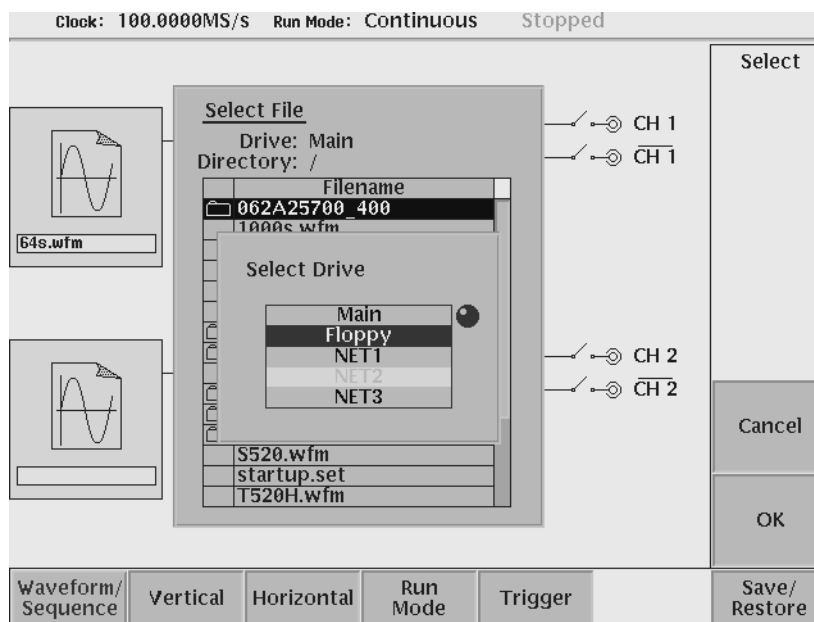 Clock: 100.0000MS/s Run Mode: Continuous Stopped
Select
Select File
Drive: Main
Directory: /
Filename
062A25700_400
1000s.wfm
64s.wfm
Select Drive
Main
Floppy
NET1
NET2
NET3
S520.wfm
startup.set
T520H.wfm
CH 1
CH 1
CH 2
CH 2
Cancel
OK
Waveform/
Sequence
Vertical
Horizontal
Run
Mode
Trigger
Save/
Restore